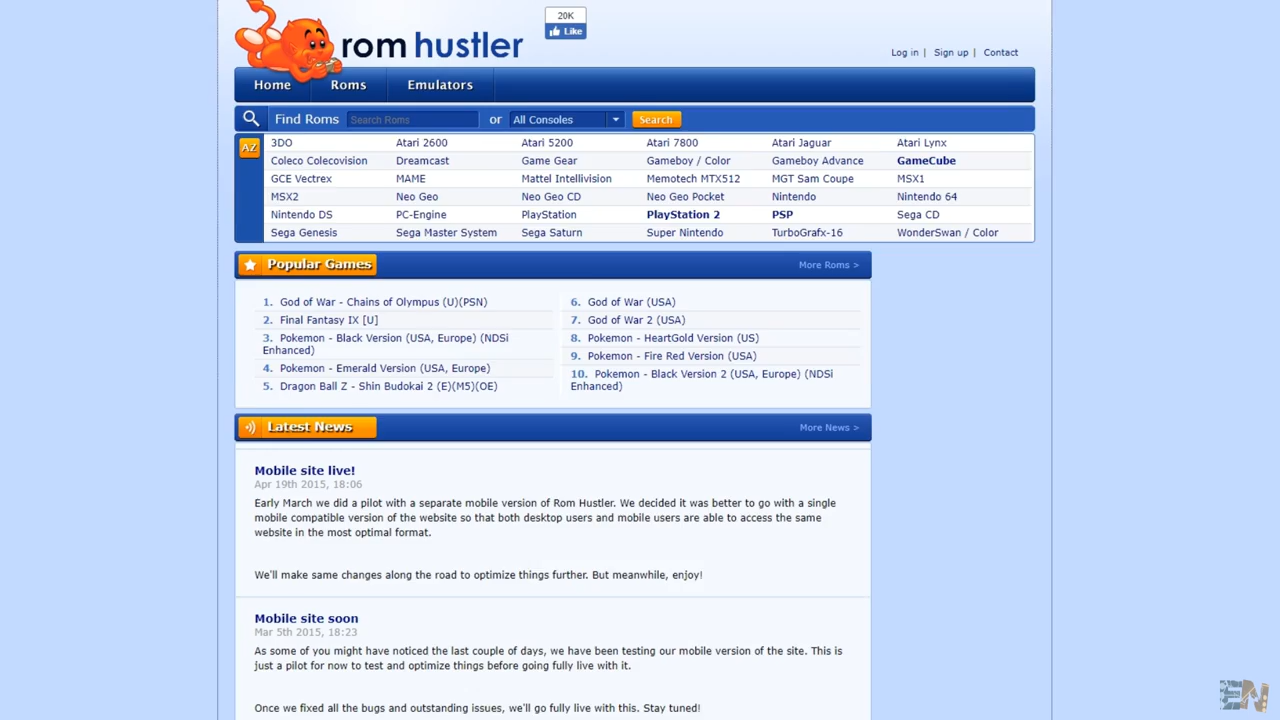 20K
Like
rom hustler
Log in | Sign up | Contact
Home Roms Emulators
Find Roms Search Roms or All Consoles Search
AZ
3DO Atari 2600 Atari 5200 Atari 7800 Atari Jaguar Atari Lynx
Coleco Colecovision Dreamcast Game Gear Gameboy / Color Gameboy Advance GameCube
GCE Vectrex MAME Mattel Intellivision Memotech MTX512 MGT Sam Coupe MSX1
MSX2 Neo Geo Neo Geo CD Neo Geo Pocket Nintendo Nintendo 64
Nintendo DS PC-Engine PlayStation PlayStation 2 PSP Sega CD
Sega Genesis Sega Master System Sega Saturn Super Nintendo TurboGrafx-16 WonderSwan / Color
Popular Games More Roms >
1. God of War - Chains of Olympus (U)(PSN)
2. Final Fantasy IX [U]
3. Pokemon - Black Version (USA, Europe) (NDSi
Enhanced)
4. Pokemon - Emerald Version (USA, Europe)
5. Dragon Ball Z - Shin Budokai 2 (E)(M5)(OE)
6. God of War (USA)
7. God of War 2 (USA)
8. Pokemon - HeartGold Version (US)
9. Pokemon - Fire Red Version (USA)
10. Pokemon - Black Version 2 (USA, Europe) (NDSi
Enhanced)
Latest News More News >
Mobile site live!
Apr 19th 2015, 18:06
Early March we did a pilot with a separate mobile version of Rom Hustler. We decided it was better to go with a single
mobile compatible version of the website so that both desktop users and mobile users are able to access the same
website in the most optimal format.
We'll make same changes along the road to optimize things further. But meanwhile, enjoy!
Mobile site soon
Mar 5th 2015, 18:23
As some of you might have noticed the last couple of days, we have been testing our mobile version of the site. This is
just a pilot for now to test and optimize things before going fully live with it.
Once we fixed all the bugs and outstanding issues, we'll go fully live with this. Stay tuned!
EN